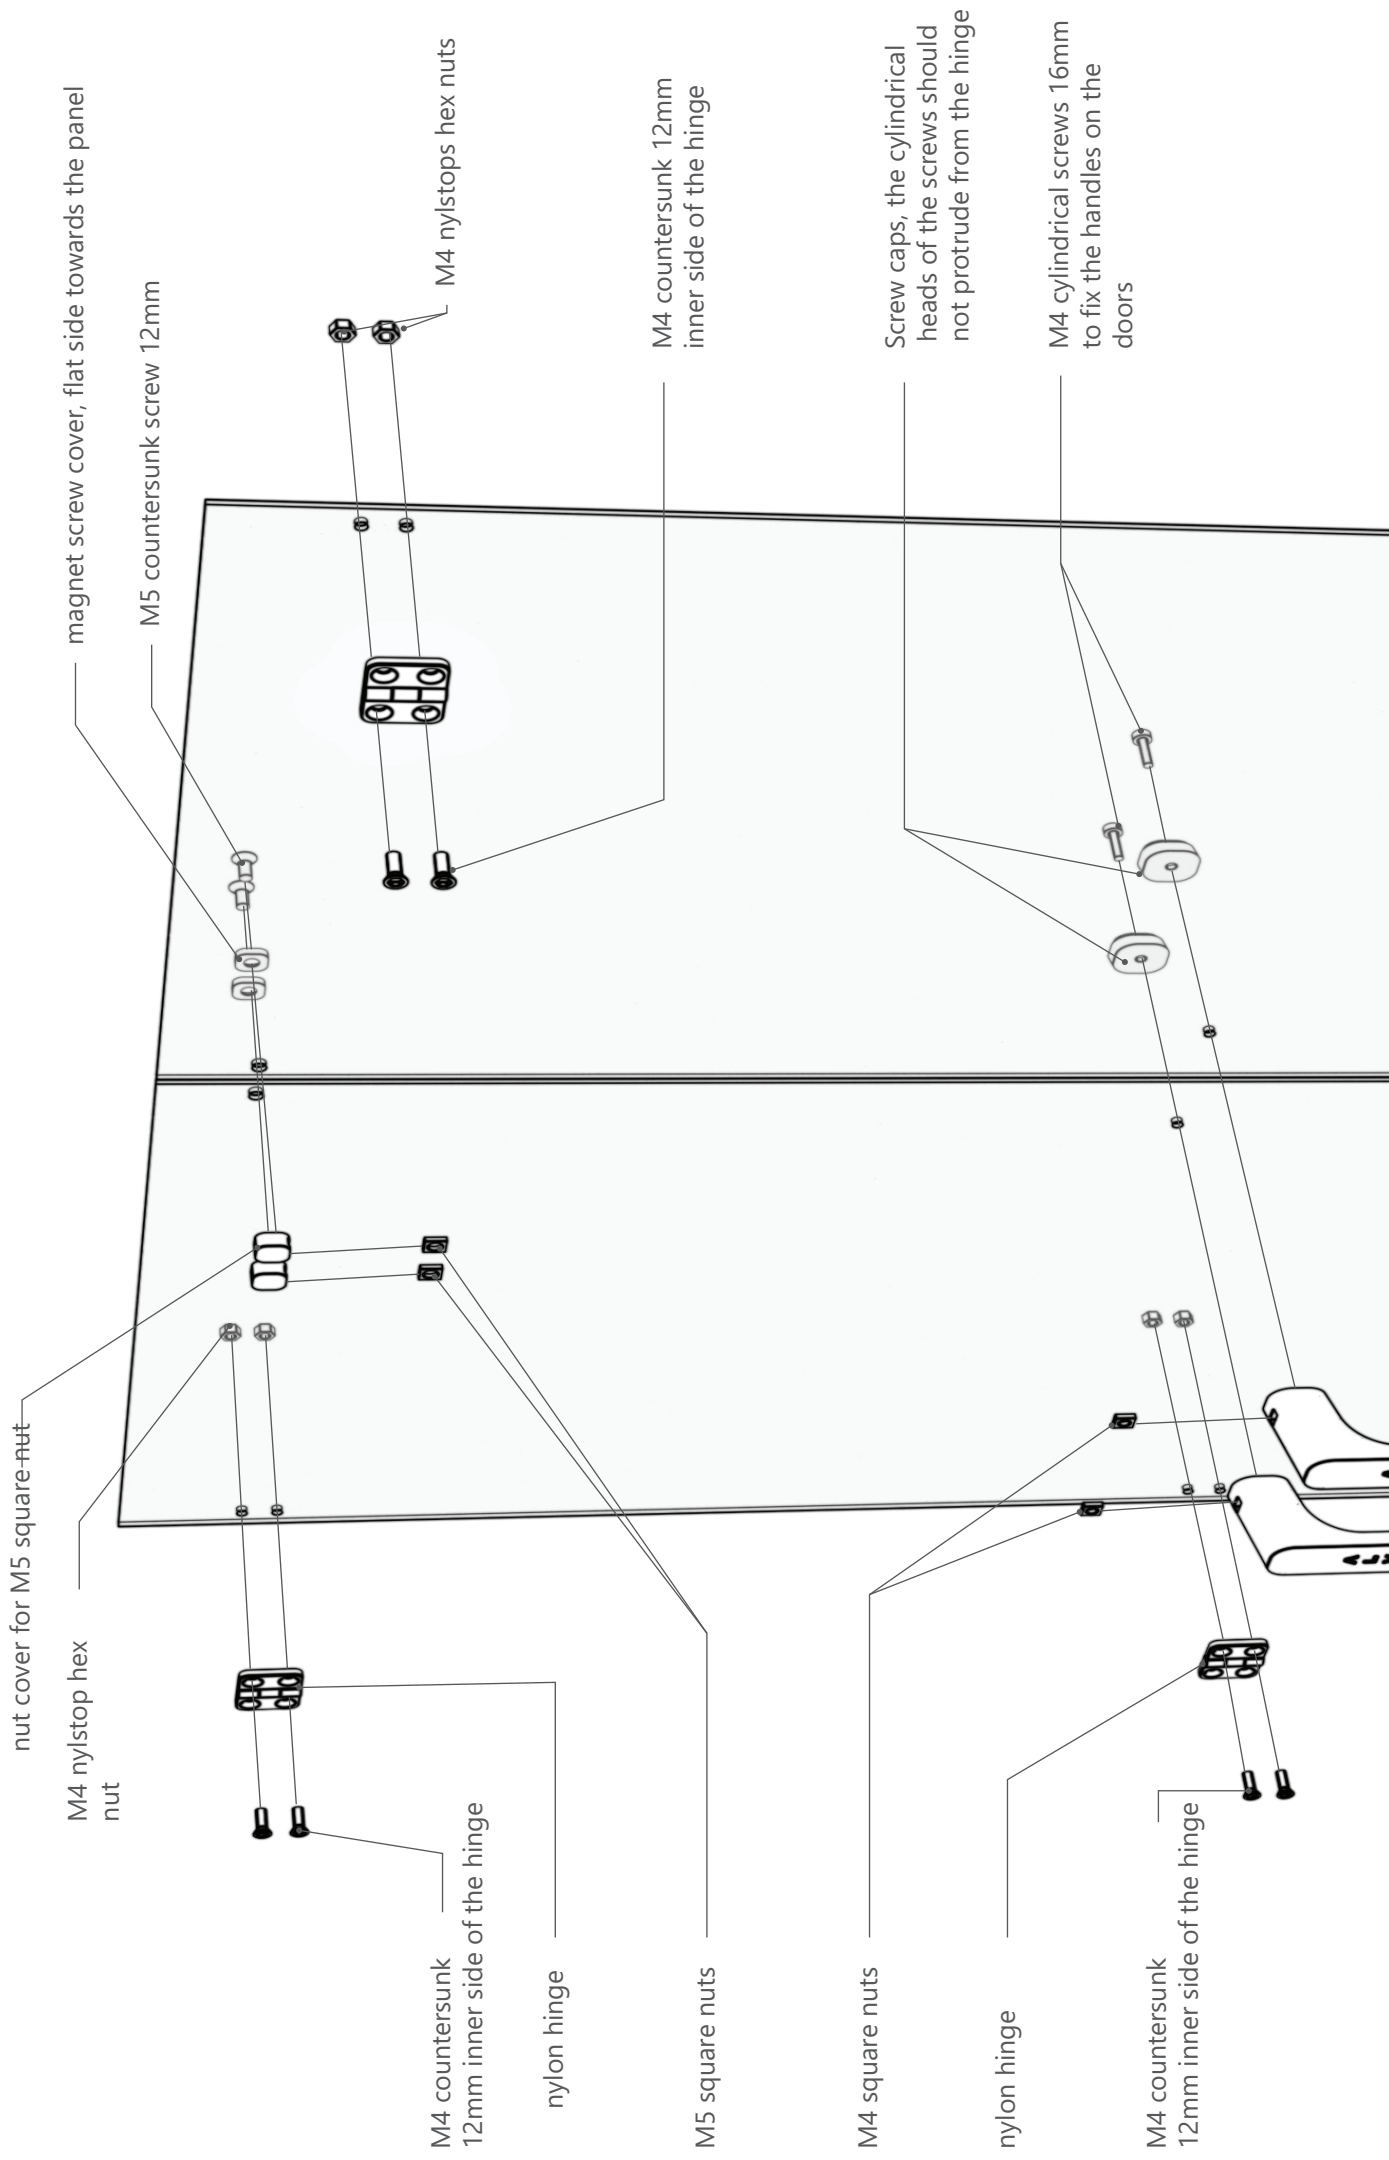 nut cover for M5 square nut
M4 nylstop hex
nut
M4 countersunk
12mm inner side of the hinge
nylon hinge
M5 square nuts
M4 square nuts
nylon hinge
M4 countersunk
12mm inner side of the hinge
magnet screw cover, flat side towards the panel
M5 countersunk screw 12mm
M4 nylstops hex nuts
M4 countersunk 12mm
inner side of the hinge
Screw caps, the cylindrical
heads of the screws should
not protrude from the hinge
M4 cylindrical screws 16mm
to fix the handles on the
doors